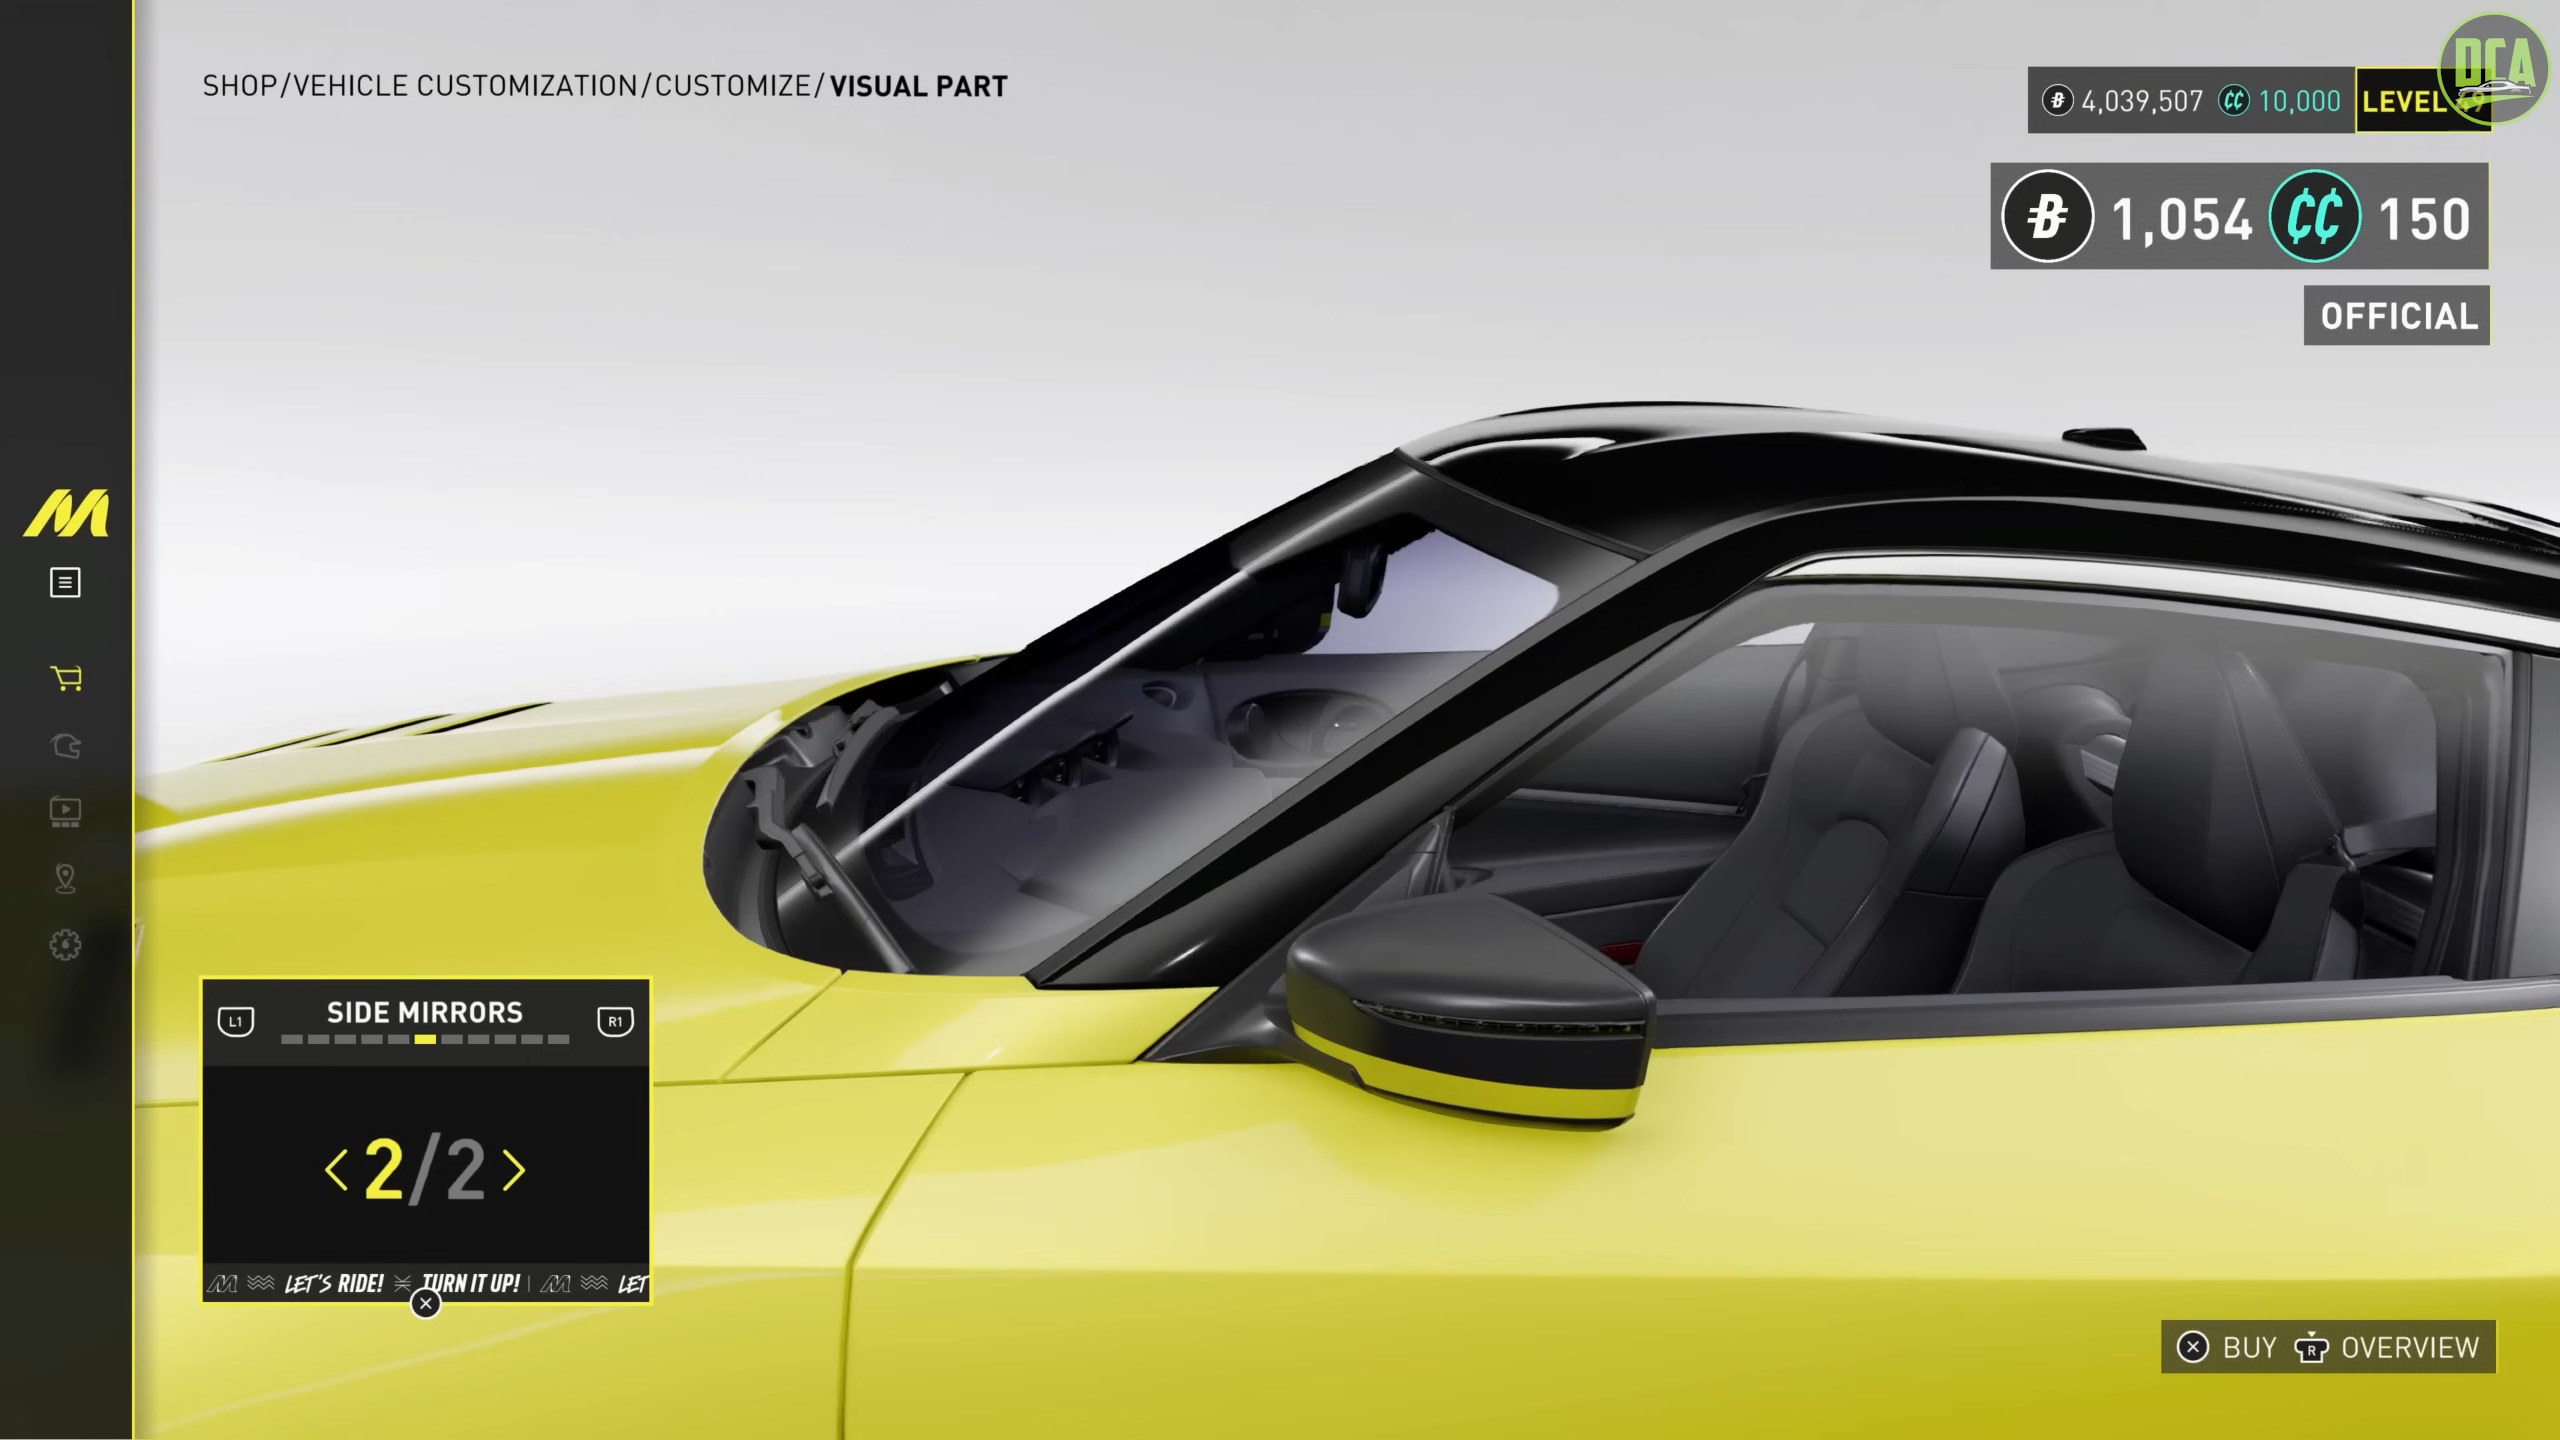 SHOP/VEHICLE CUSTOMIZATION/CUSTOMIZE/VISUAL PART
4,039,507 10,000 LEVEL
DCA
1,054 150
OFFICIAL
L1 SIDE MIRRORS R1
<2/2>
LET'S RIDE! TURN IT UP! LET
BUY R OVERVIEW